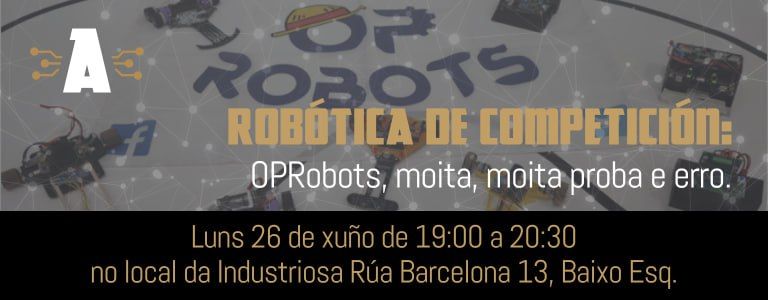 OP
ROBOTS
A
ROBÓTICA DE COMPETICIÓN:
OPRobots, moita, moita proba e erro.
Luns 26 de xuño de 19:00 a 20:30
no local da Industriosa Rúa Barcelona 13, Baixo Esq.